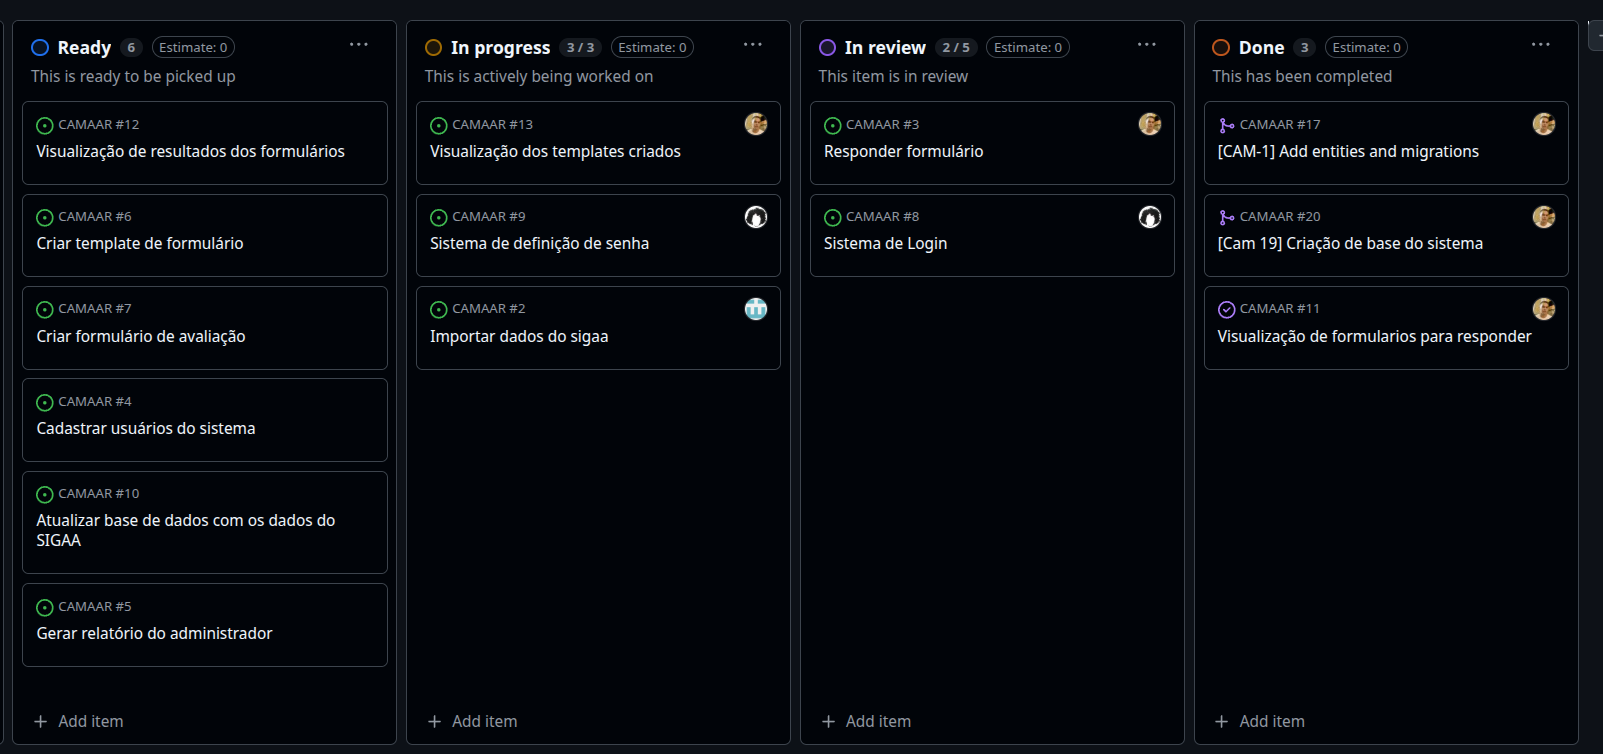 Ready 6 Estimate: 0
This is ready to be picked up
CAMAAR #12
Visualização de resultados dos formulários
CAMAAR #6
Criar template de formulário
CAMAAR #7
Criar formulário de avaliação
CAMAAR #4
Cadastrar usuários do sistema
CAMAAR #10
Atualizar base de dados com os dados do
SIGAA
CAMAAR #5
Gerar relatório do administrador
+ Add item
In progress 3 / 3 Estimate: 0
This is actively being worked on
CAMAAR #13
Visualização dos templates criados
CAMAAR #9
Sistema de definição de senha
CAMAAR #2
Importar dados do sigaa
+ Add item
In review 2 / 5 Estimate: 0
This item is in review
CAMAAR #3
Responder formulário
CAMAAR #8
Sistema de Login
+ Add item
Done 3 Estimate: 0
This has been completed
CAMAAR #17
[CAM-1] Add entities and migrations
CAMAAR #20
[Cam 19] Criação de base do sistema
CAMAAR #11
Visualização de formularios para responder
+ Add item